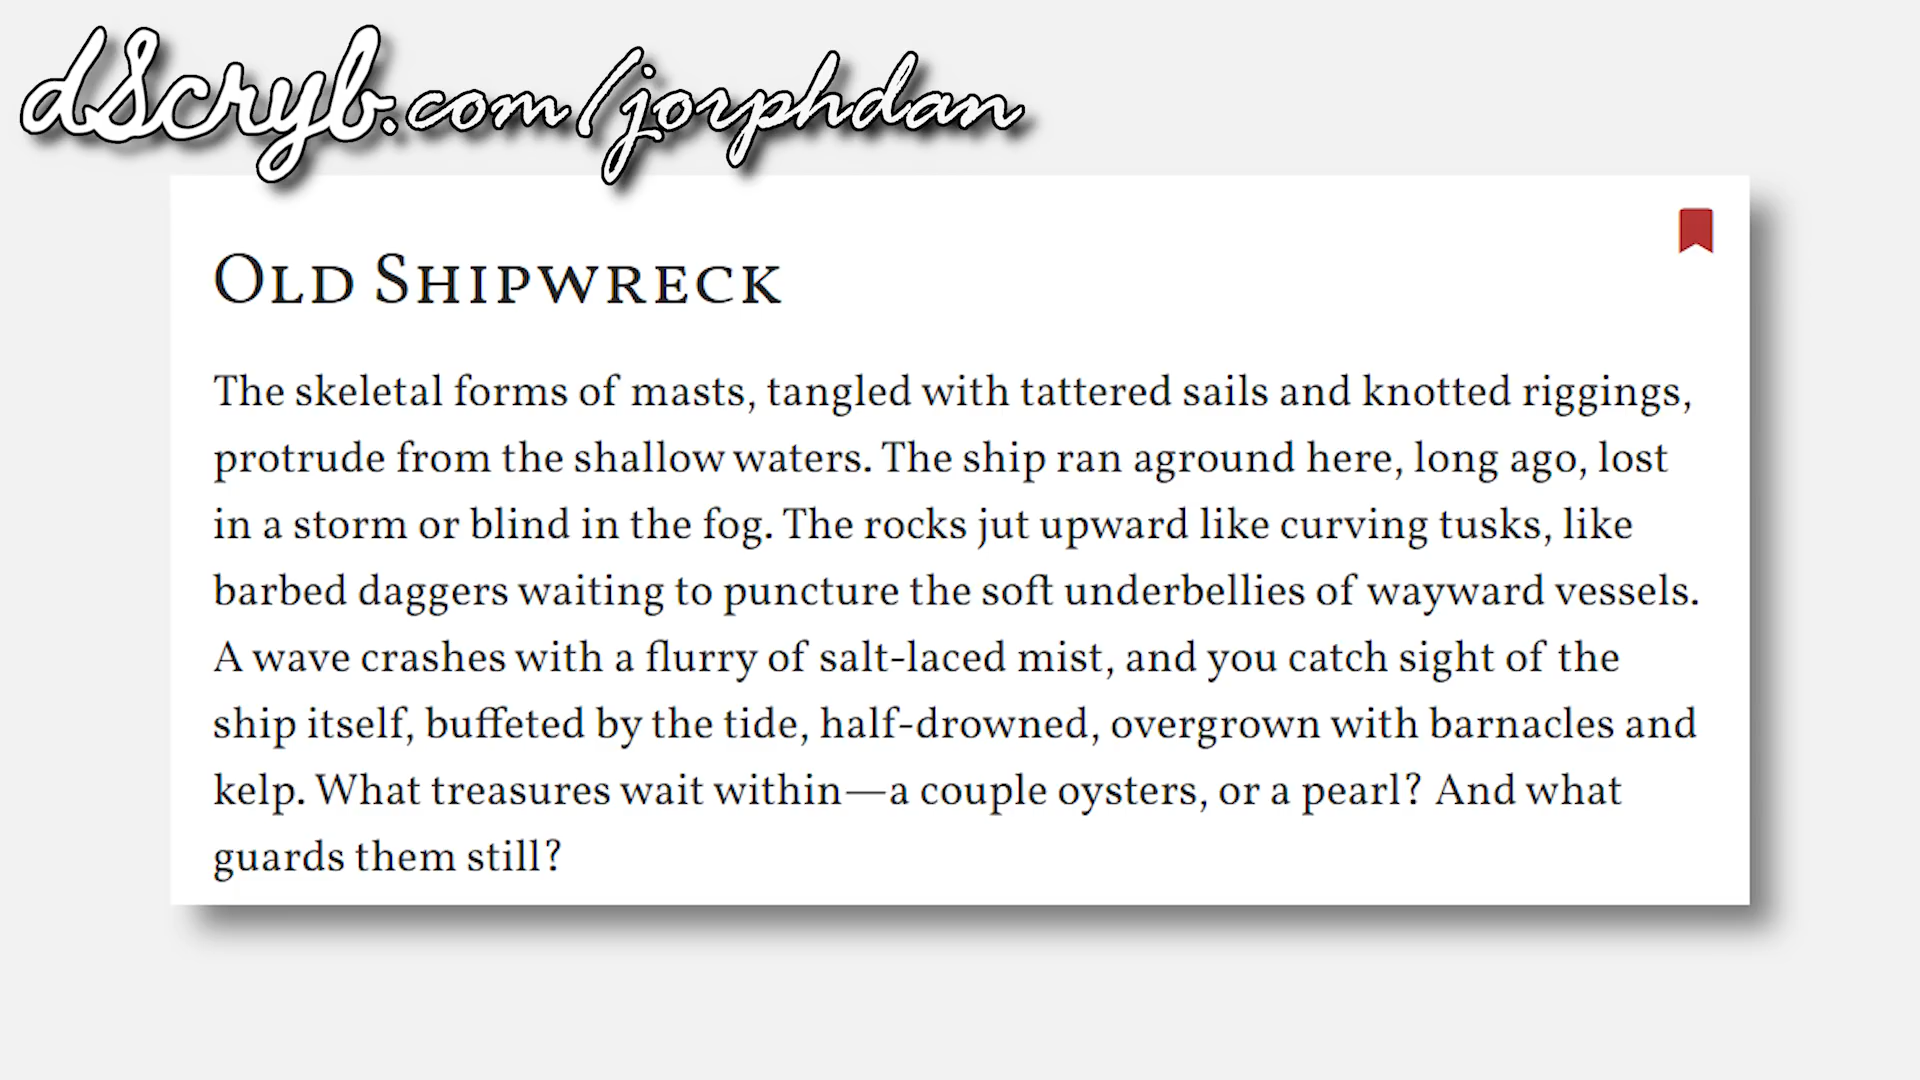 dScryb.com/jorphdan
Old Shipwreck
The skeletal forms of masts, tangled with tattered sails and knotted riggings,
protrude from the shallow waters. The ship ran aground here, long ago, lost
in a storm or blind in the fog. The rocks jut upward like curving tusks, like
barbed daggers waiting to puncture the soft underbellies of wayward vessels.
A wave crashes with a flurry of salt-laced mist, and you catch sight of the
ship itself, buffeted by the tide, half-drowned, overgrown with barnacles and
kelp. What treasures wait within—a couple oysters, or a pearl? And what
guards them still?